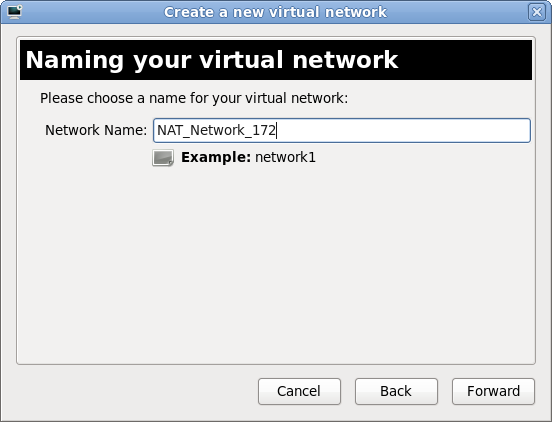 Create a new virtual network
Naming your virtual network
Please choose a name for your virtual network:
Network Name: NAT_Network_172
Example: network1
Cancel Back Forward